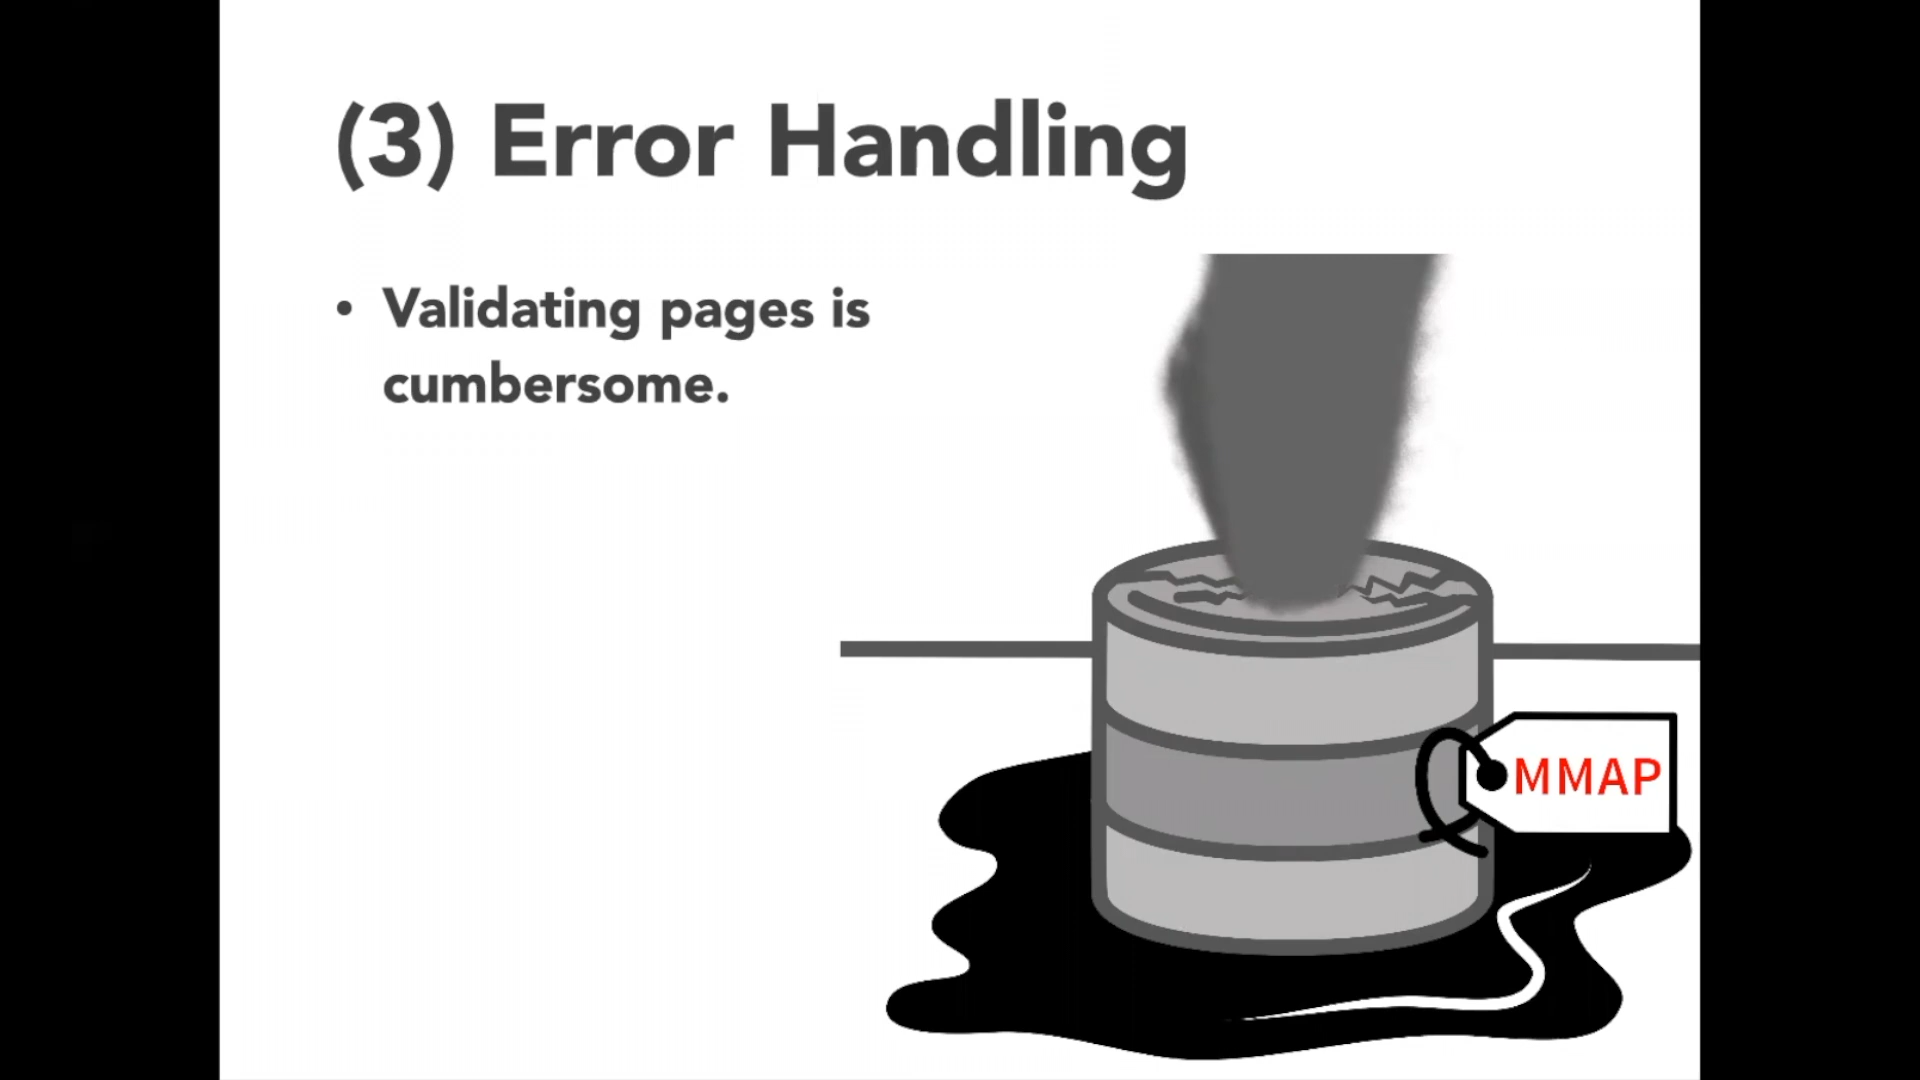 (3) Error Handling
• Validating pages is
cumbersome.
MMAP